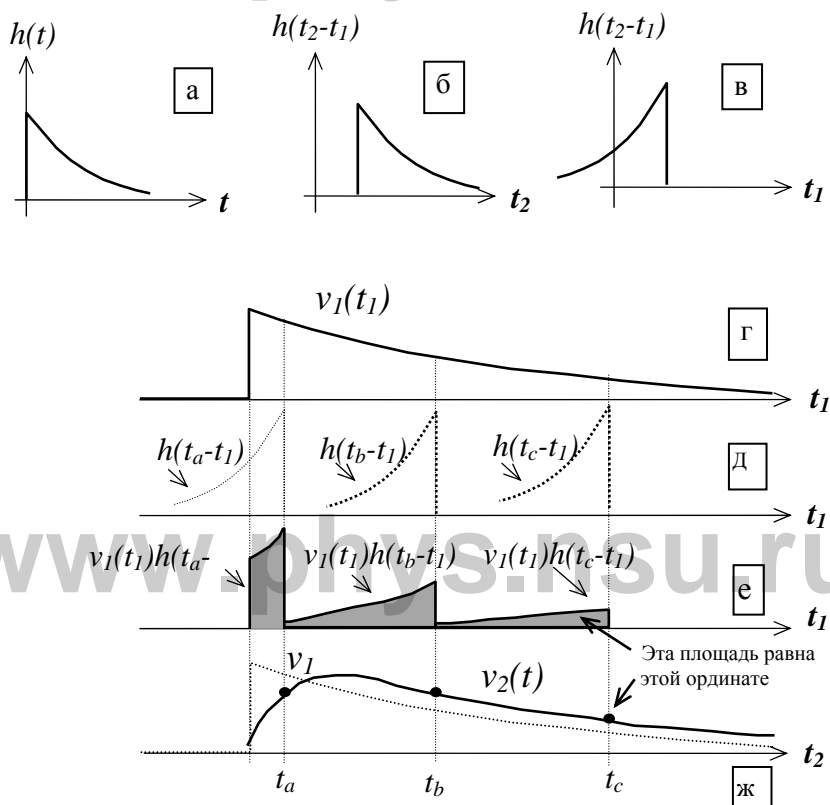 h(t)
а
t
h(t2-t1)
б
t2
h(t2-t1)
в
t1
v1(t1)
г
t1
h(ta-t1)
h(tb-t1)
h(tc-t1)
д
t1
www.phys.nsu.ru
v1(t1)h(ta-
v1(t1)h(tb-t1)
v1(t1)h(tc-t1)
е
t1
Эта площадь равна
этой ординате
v1
v2(t)
t2
ta
tb
tc
ж